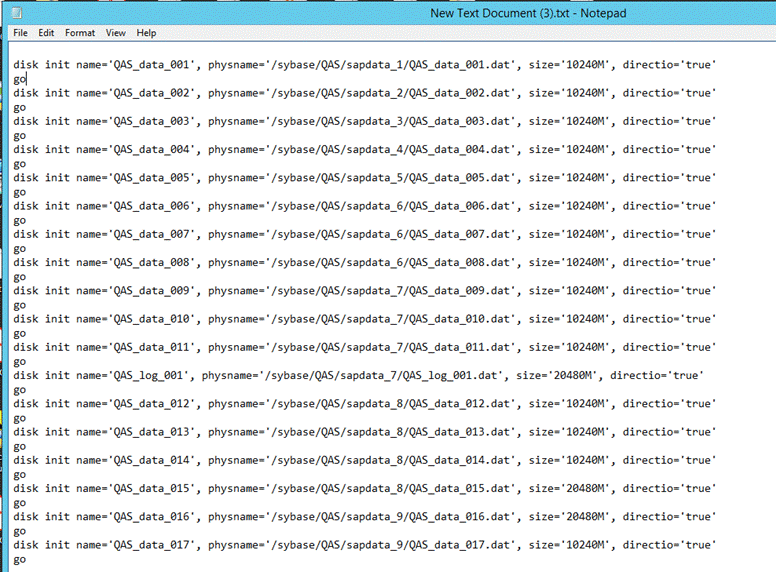 New Text Document (3).txt - Notepad
File Edit Format View Help
disk init name='QAS_data_001', physname='/sybase/QAS/sapdata_1/QAS_data_001.dat', size='10240M', directio='true'
go
disk init name='QAS_data_002', physname='/sybase/QAS/sapdata_2/QAS_data_002.dat', size='10240M', directio='true'
go
disk init name='QAS_data_003', physname='/sybase/QAS/sapdata_3/QAS_data_003.dat', size='10240M', directio='true'
go
disk init name='QAS_data_004', physname='/sybase/QAS/sapdata_4/QAS_data_004.dat', size='10240M', directio='true'
go
disk init name='QAS_data_005', physname='/sybase/QAS/sapdata_5/QAS_data_005.dat', size='10240M', directio='true'
go
disk init name='QAS_data_006', physname='/sybase/QAS/sapdata_6/QAS_data_006.dat', size='10240M', directio='true'
go
disk init name='QAS_data_007', physname='/sybase/QAS/sapdata_6/QAS_data_007.dat', size='10240M', directio='true'
go
disk init name='QAS_data_008', physname='/sybase/QAS/sapdata_6/QAS_data_008.dat', size='10240M', directio='true'
go
disk init name='QAS_data_009', physname='/sybase/QAS/sapdata_7/QAS_data_009.dat', size='10240M', directio='true'
go
disk init name='QAS_data_010', physname='/sybase/QAS/sapdata_7/QAS_data_010.dat', size='10240M', directio='true'
go
disk init name='QAS_data_011', physname='/sybase/QAS/sapdata_7/QAS_data_011.dat', size='10240M', directio='true'
go
disk init name='QAS_log_001', physname='/sybase/QAS/sapdata_7/QAS_log_001.dat', size='20480M', directio='true'
go
disk init name='QAS_data_012', physname='/sybase/QAS/sapdata_8/QAS_data_012.dat', size='10240M', directio='true'
go
disk init name='QAS_data_013', physname='/sybase/QAS/sapdata_8/QAS_data_013.dat', size='10240M', directio='true'
go
disk init name='QAS_data_014', physname='/sybase/QAS/sapdata_8/QAS_data_014.dat', size='10240M', directio='true'
go
disk init name='QAS_data_015', physname='/sybase/QAS/sapdata_8/QAS_data_015.dat', size='20480M', directio='true'
go
disk init name='QAS_data_016', physname='/sybase/QAS/sapdata_9/QAS_data_016.dat', size='20480M', directio='true'
go
disk init name='QAS_data_017', physname='/sybase/QAS/sapdata_9/QAS_data_017.dat', size='10240M', directio='true'
go